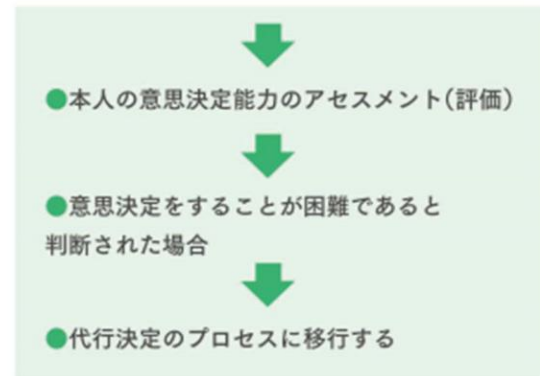 ●本人の意思決定能力のアセスメント(評価)
●意思決定をすることが困難であると
判断された場合
●代行決定のプロセスに移行する